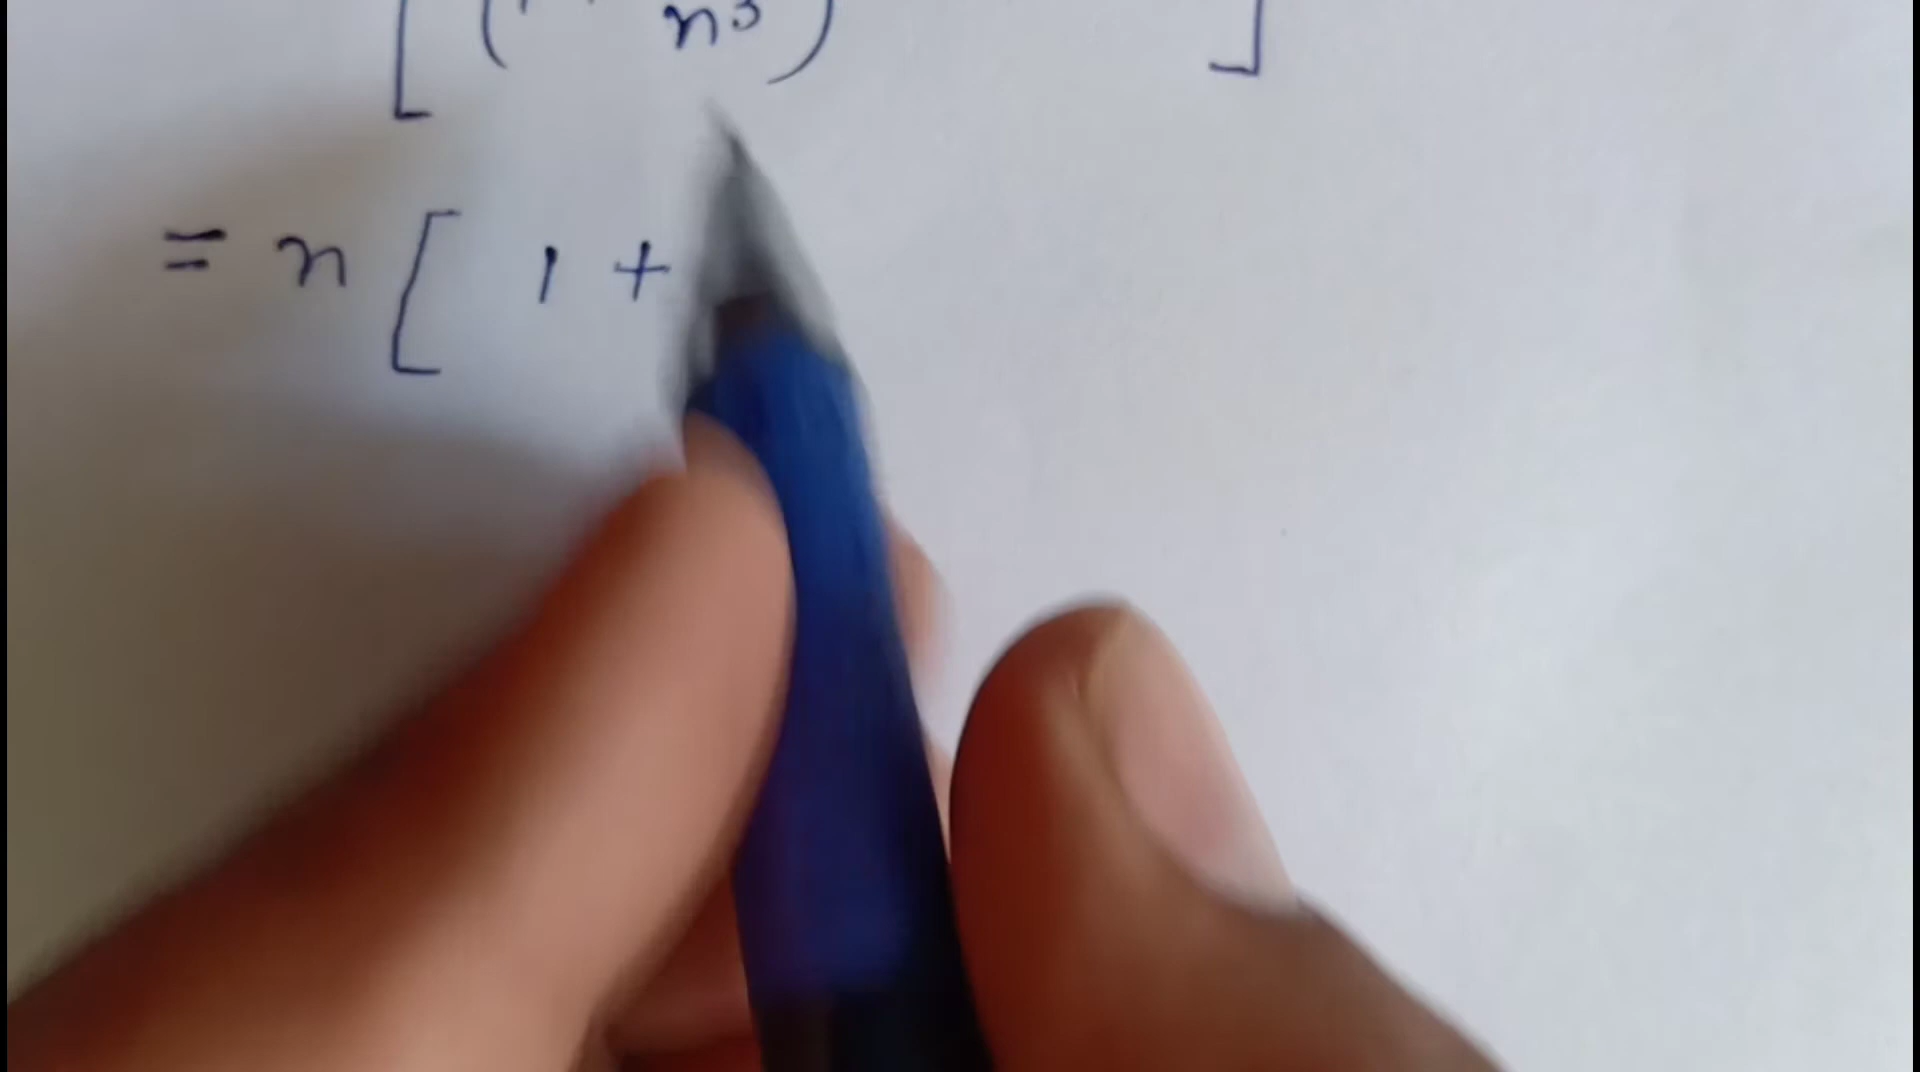 [ ( n³ ) ]
= n [ 1 +